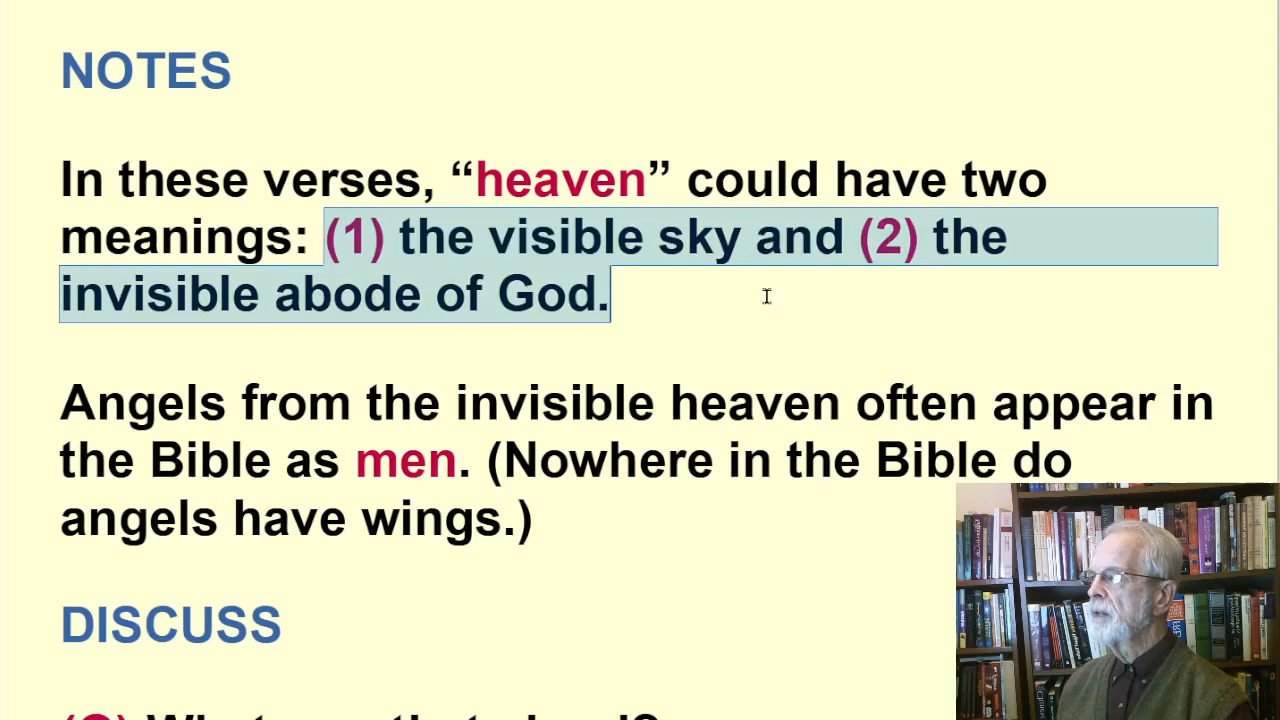 NOTES
In these verses, “heaven” could have two
meanings: (1) the visible sky and (2) the
invisible abode of God.
Angels from the invisible heaven often appear in
the Bible as men. (Nowhere in the Bible do
angels have wings.)
DISCUSS